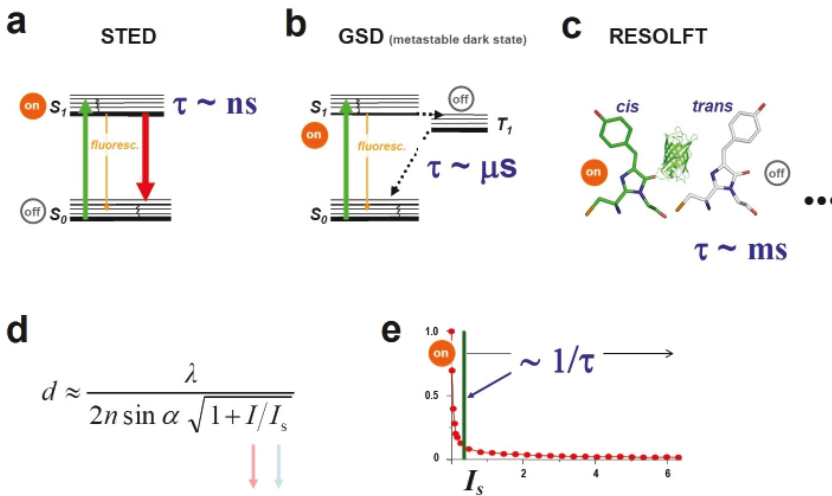 a
STED
on
S1
τ ~ ns
fluoresc.
off
S0
b
GSD (metastable dark state)
S1
off
T1
on
fluoresc.
τ ~ μs
S0
c
RESOLFT
cis
trans
on
off
•••
τ ~ ms
d
d ≈ λ / 2n sin α √1 + I/Is
e
1.0
on
~ 1/τ
0.5
0
Is
2
4
6